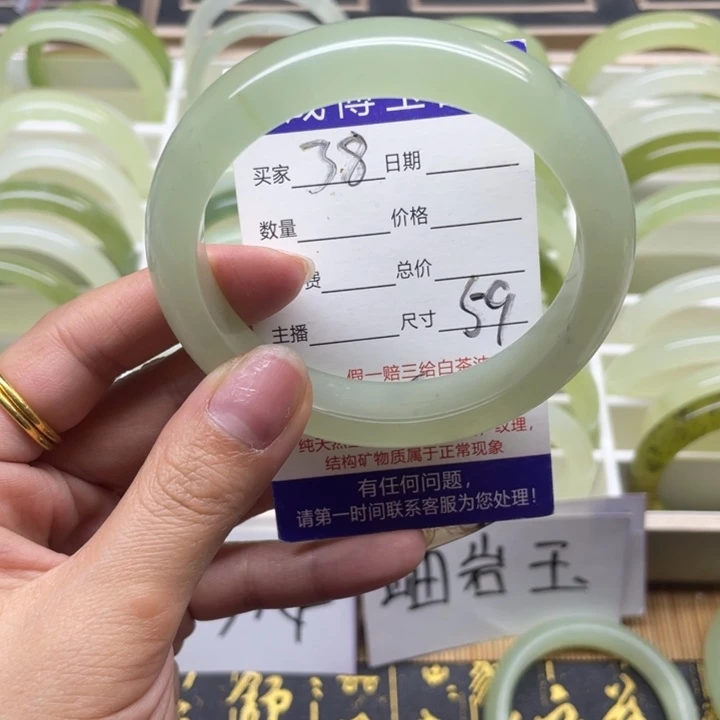 博
买家 38 日期
数量 价格
费 总价
主播 尺寸 59
假一赔三给白茶
纯天然 纹理，
结构矿物质属于正常现象
有任何问题，
请第一时间联系客服为您处理！
岫岩玉